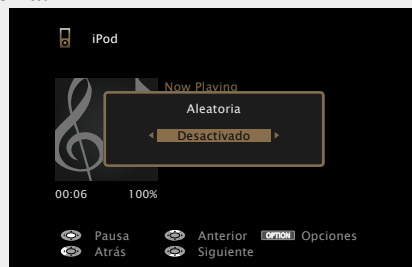 iPod
Now Playing
Aleatoria
Desactivado
00:06 100%
Pausa Anterior OPTION Opciones
Atrás Siguiente